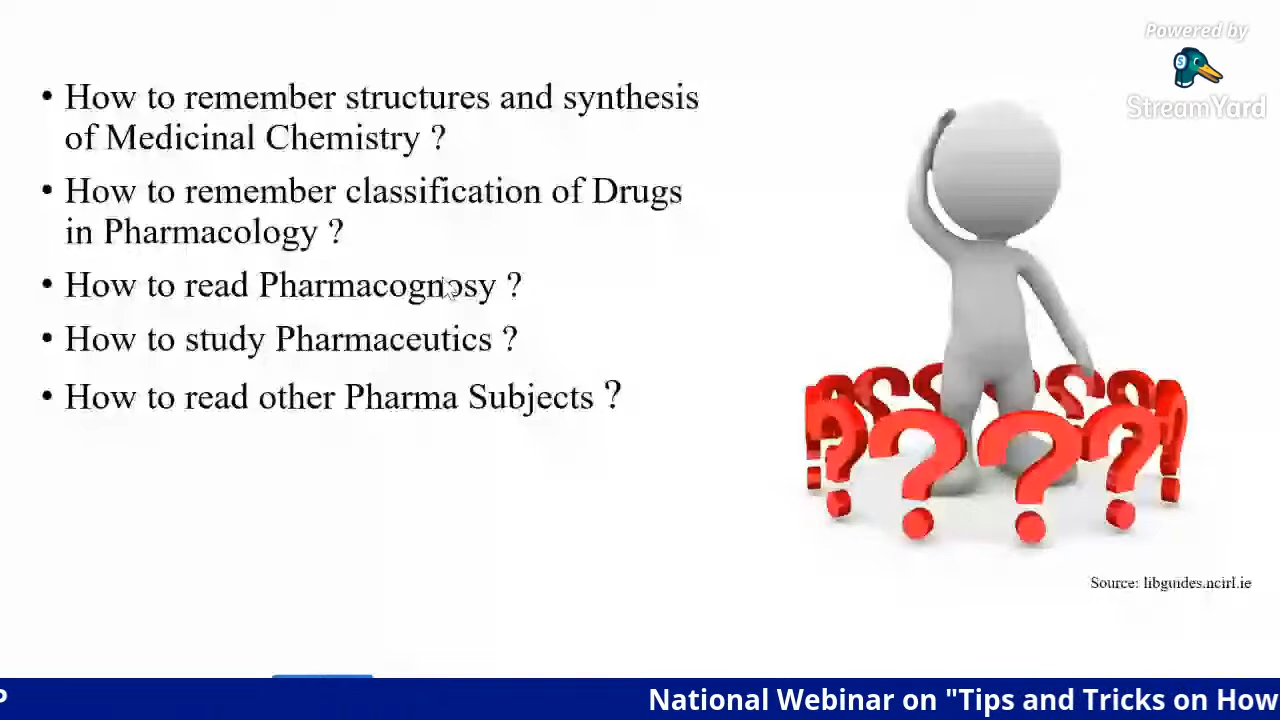 Powered by
StreamYard
• How to remember structures and synthesis
of Medicinal Chemistry ?
• How to remember classification of Drugs
in Pharmacology ?
• How to read Pharmacognosy ?
• How to study Pharmaceutics ?
• How to read other Pharma Subjects ?
Source: libguides.ncirl.ie
P National Webinar on "Tips and Tricks on How